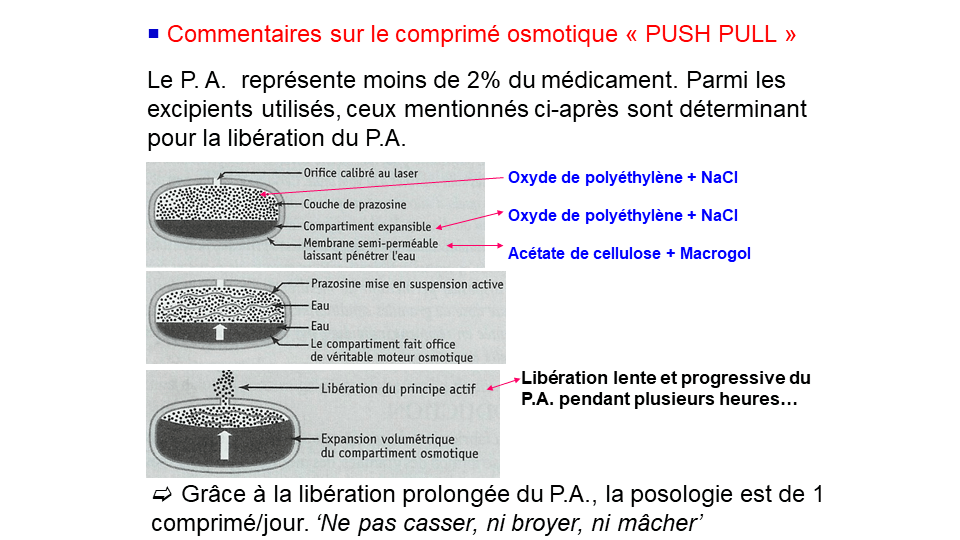 ▪ Commentaires sur le comprimé osmotique « PUSH PULL »
Le P. A. représente moins de 2% du médicament. Parmi les
excipients utilisés, ceux mentionnés ci-après sont déterminant
pour la libération du P.A.
Orifice calibré au laser
Oxyde de polyéthylène + NaCl
Couche de prazosine
Oxyde de polyéthylène + NaCl
Compartiment expansible
Membrane semi-perméable
laissant pénétrer l'eau
Acétate de cellulose + Macrogol
Prazosine mise en suspension active
Eau
Eau
Le compartiment fait office
de véritable moteur osmotique
Libération du principe actif
Libération lente et progressive du
P.A. pendant plusieurs heures…
Expansion volumétrique
du compartiment osmotique
➯ Grâce à la libération prolongée du P.A., la posologie est de 1
comprimé/jour. ‘Ne pas casser, ni broyer, ni mâcher’